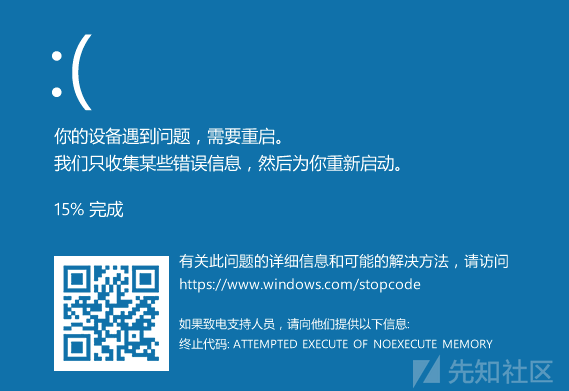 :(
你的设备遇到问题，需要重启。
我们只收集某些错误信息，然后为你重新启动。
15% 完成
有关此问题的详细信息和可能的解决方法，请访问
https://www.windows.com/stopcode
如果致电支持人员，请向他们提供以下信息:
终止代码: ATTEMPTED EXECUTE OF NOEXECUTE MEMORY
先知社区